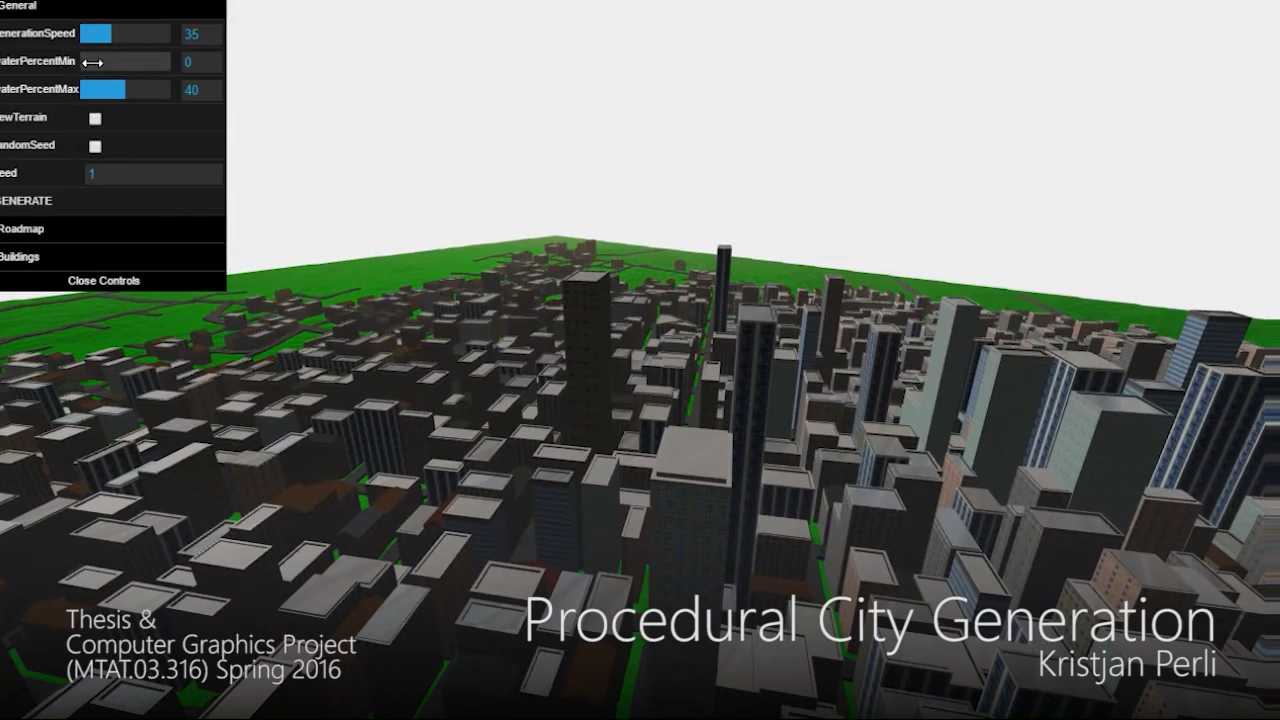 General
enerationSpeed 35
aterPercentMin 0
aterPercentMax 40
ewTerrain
andomSeed
eed 1
GENERATE
Roadmap
Buildings
Close Controls
Thesis &
Computer Graphics Project
(MTAT.03.316) Spring 2016
Procedural City Generation
Kristjan Perli